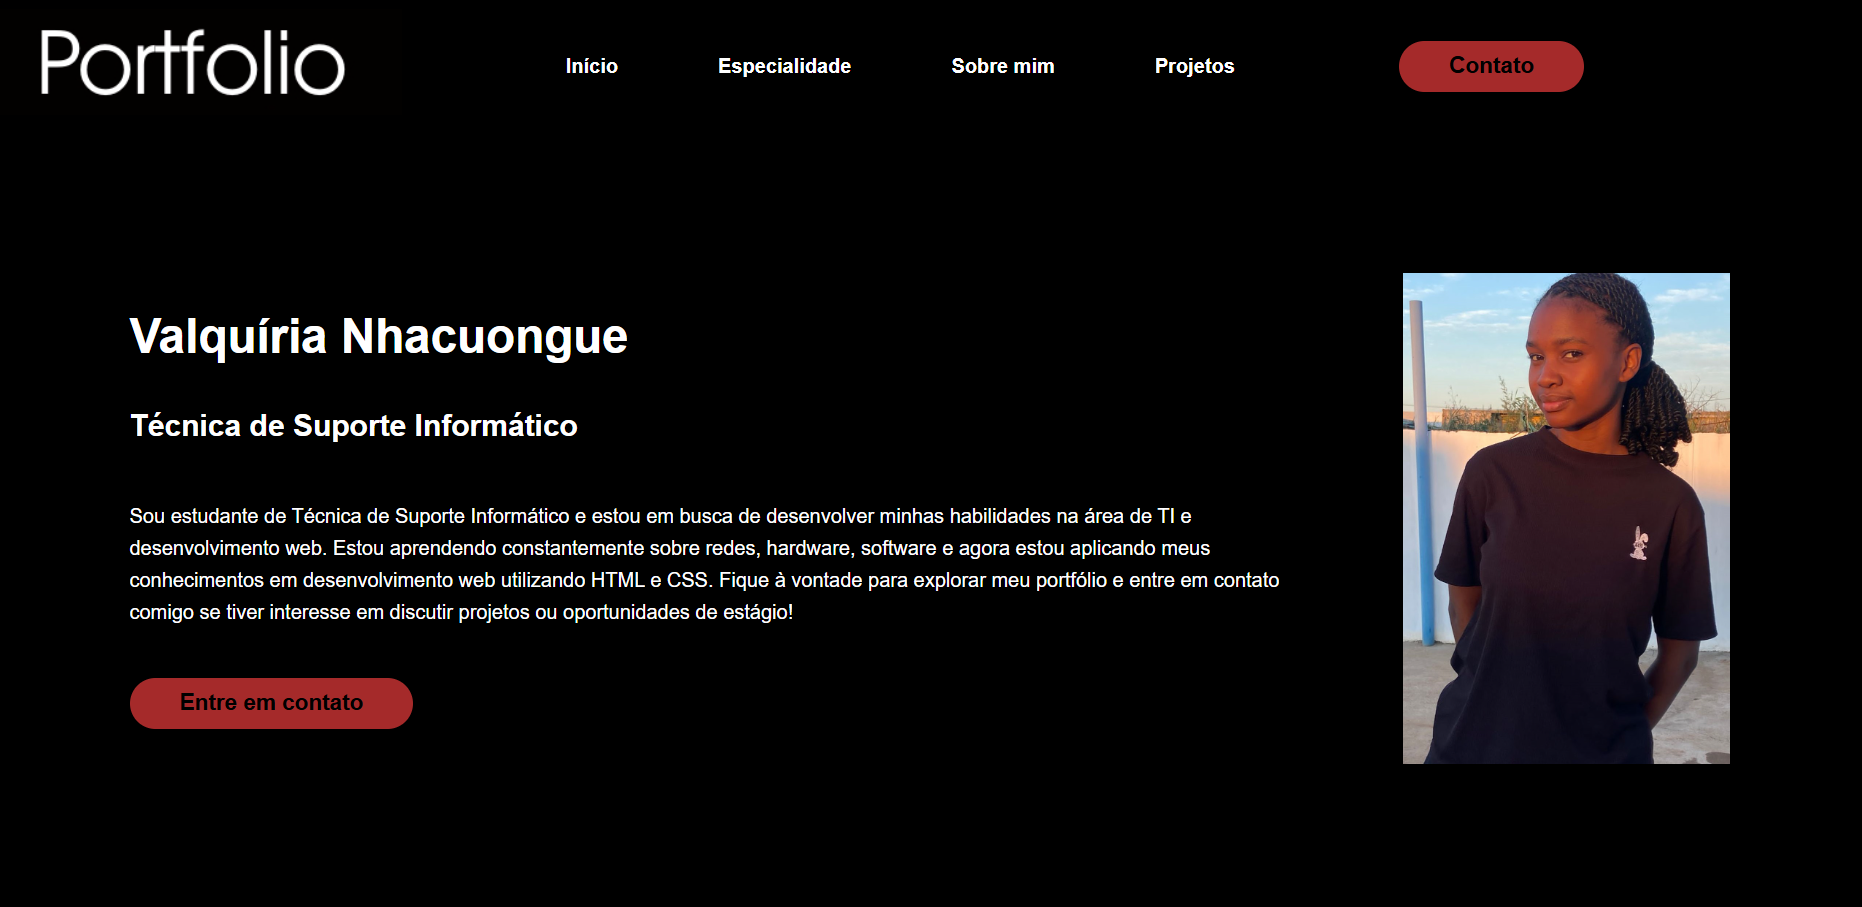 Portfolio
Início
Especialidade
Sobre mim
Projetos
Contato
Valquíria Nhacuongue
Técnica de Suporte Informático
Sou estudante de Técnica de Suporte Informático e estou em busca de desenvolver minhas habilidades na área de TI e
desenvolvimento web. Estou aprendendo constantemente sobre redes, hardware, software e agora estou aplicando meus
conhecimentos em desenvolvimento web utilizando HTML e CSS. Fique à vontade para explorar meu portfólio e entre em contato
comigo se tiver interesse em discutir projetos ou oportunidades de estágio!
Entre em contato